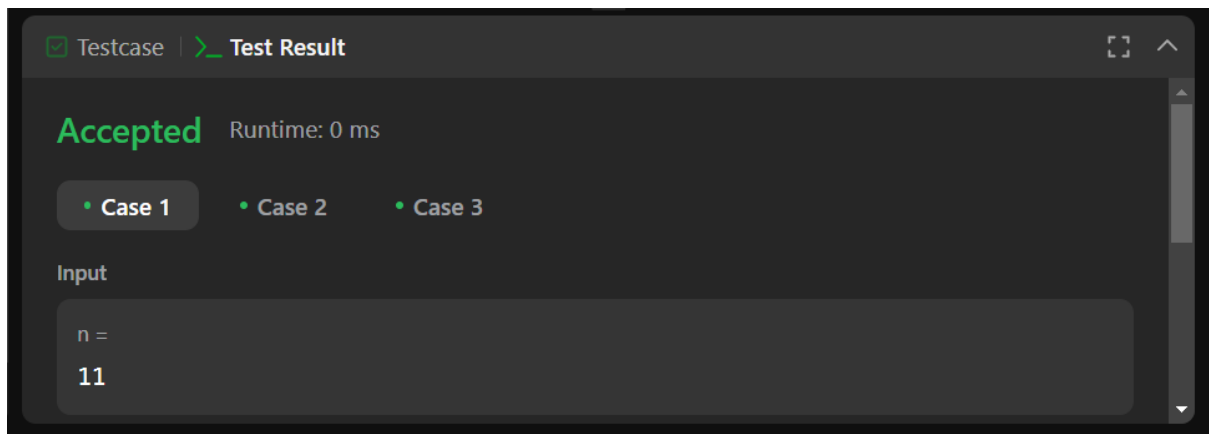 Testcase Test Result
Accepted Runtime: 0 ms
• Case 1 • Case 2 • Case 3
Input
n =
11